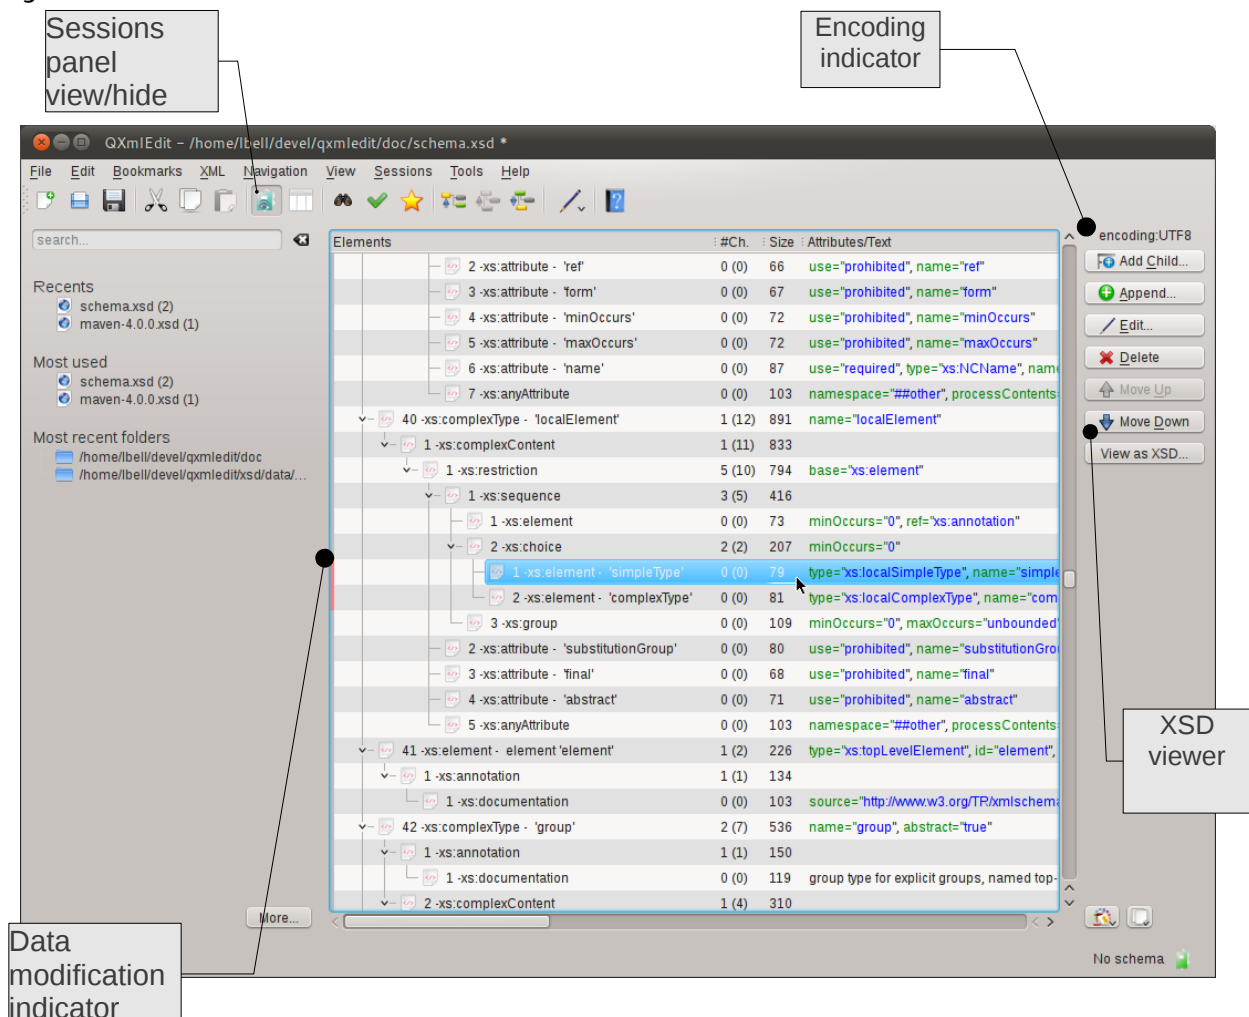 Sessions
panel
view/hide
Encoding
indicator
QXmlEdit - /home/lbell/devel/qxmledit/doc/schema.xsd *
File Edit Bookmarks XML Navigation View Sessions Tools Help
search...
Recents
schema.xsd (2)
maven-4.0.0.xsd (1)
Most used
schema.xsd (2)
maven-4.0.0.xsd (1)
Most recent folders
/home/lbell/devel/qxmledit/doc
/home/lbell/devel/qxmledit/xsd/data/...
More...
Elements #Ch. Size Attributes/Text
2 -xs:attribute - 'ref' 0 (0) 66 use="prohibited", name="ref"
3 -xs:attribute - 'form' 0 (0) 67 use="prohibited", name="form"
4 -xs:attribute - 'minOccurs' 0 (0) 72 use="prohibited", name="minOccurs"
5 -xs:attribute - 'maxOccurs' 0 (0) 72 use="prohibited", name="maxOccurs"
6 -xs:attribute - 'name' 0 (0) 87 use="required", type="xs:NCName", name
7 -xs:anyAttribute 0 (0) 103 namespace="##other", processContents=
40 -xs:complexType - 'localElement' 1 (12) 891 name="localElement"
1 -xs:complexContent 1 (11) 833
1 -xs:restriction 5 (10) 794 base="xs:element"
1 -xs:sequence 3 (5) 416
1 -xs:element 0 (0) 73 minOccurs="0", ref="xs:annotation"
2 -xs:choice 2 (2) 207 minOccurs="0"
1 -xs:element - 'simpleType' 0 (0) 79 type="xs:localSimpleType", name="simple
2 -xs:element - 'complexType' 0 (0) 81 type="xs:localComplexType", name="com
3 -xs:group 0 (0) 109 minOccurs="0", maxOccurs="unbounded"
2 -xs:attribute - 'substitutionGroup' 0 (0) 80 use="prohibited", name="substitutionGrou
3 -xs:attribute - 'final' 0 (0) 68 use="prohibited", name="final"
4 -xs:attribute - 'abstract' 0 (0) 71 use="prohibited", name="abstract"
5 -xs:anyAttribute 0 (0) 103 namespace="##other", processContents=
41 -xs:element - element 'element' 1 (2) 226 type="xs:topLevelElement", id="element",
1 -xs:annotation 1 (1) 134
1 -xs:documentation 0 (0) 103 source="http://www.w3.org/TR/xmlschema
42 -xs:complexType - 'group' 2 (7) 536 name="group", abstract="true"
1 -xs:annotation 1 (1) 150
1 -xs:documentation 0 (0) 119 group type for explicit groups, named top-
2 -xs:complexContent 1 (4) 310
encoding:UTF8
Add Child...
Append...
Edit...
Delete
Move Up
Move Down
View as XSD...
XSD
viewer
No schema
Data
modification
indicator